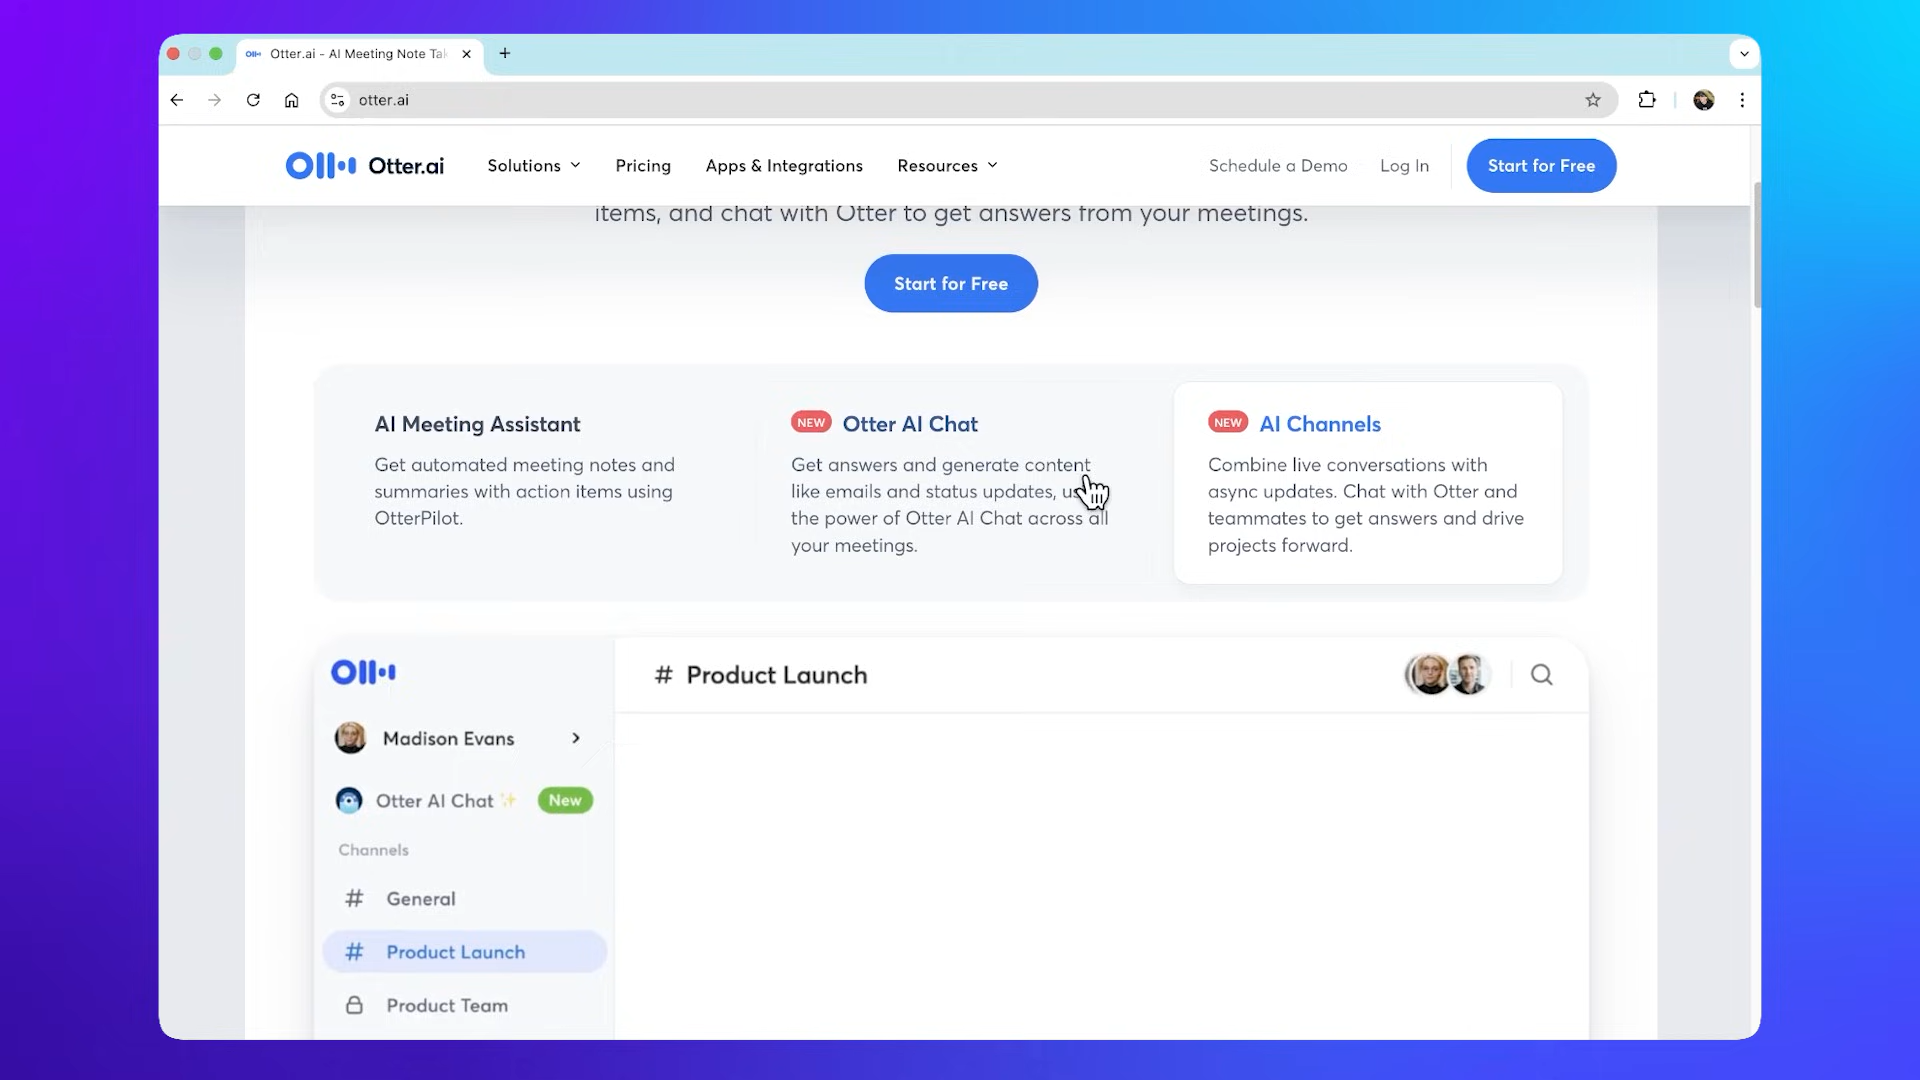 Otter.ai - AI Meeting Note Tak
otter.ai
Otter.ai
Solutions
Pricing
Apps & Integrations
Resources
Schedule a Demo
Log In
Start for Free
items, and chat with Otter to get answers from your meetings.
Start for Free
AI Meeting Assistant
Get automated meeting notes and
summaries with action items using
OtterPilot.
NEW Otter AI Chat
Get answers and generate content
like emails and status updates,
the power of Otter AI Chat across all
your meetings.
NEW AI Channels
Combine live conversations with
async updates. Chat with Otter and
teammates to get answers and drive
projects forward.
Madison Evans
Otter AI Chat New
Channels
# General
# Product Launch
Product Team
# Product Launch